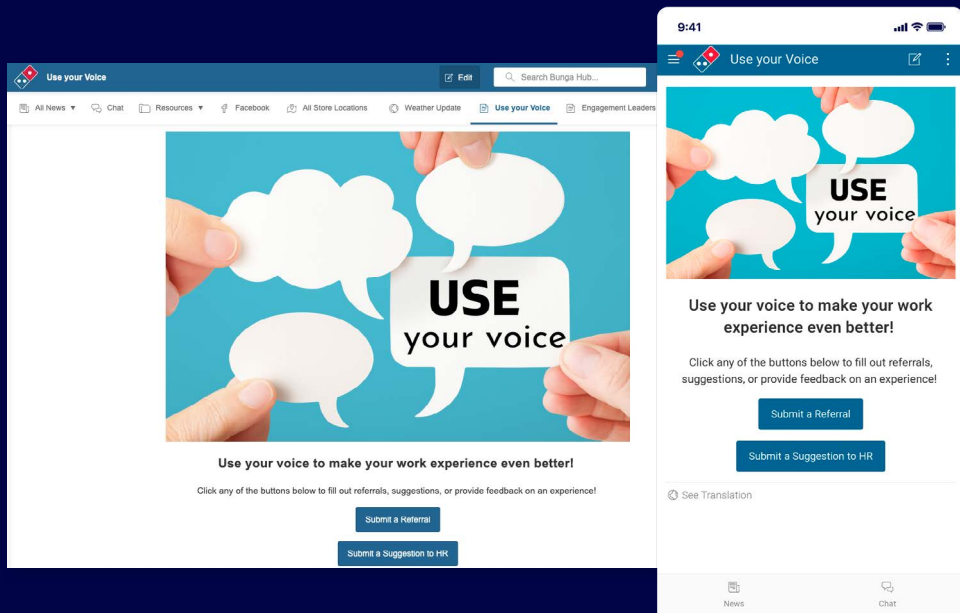 Use your Voice
Edit
Search Bunga Hub...
All News
Chat
Resources
Facebook
All Store Locations
Weather Update
Use your Voice
Engagement Leaders
USE
your voice
Use your voice to make your work experience even better!
Click any of the buttons below to fill out referrals, suggestions, or provide feedback on an experience!
Submit a Referral
Submit a Suggestion to HR
9:41
Use your Voice
USE
your voice
Use your voice to make your work
experience even better!
Click any of the buttons below to fill out referrals,
suggestions, or provide feedback on an experience!
Submit a Referral
Submit a Suggestion to HR
See Translation
News
Chat